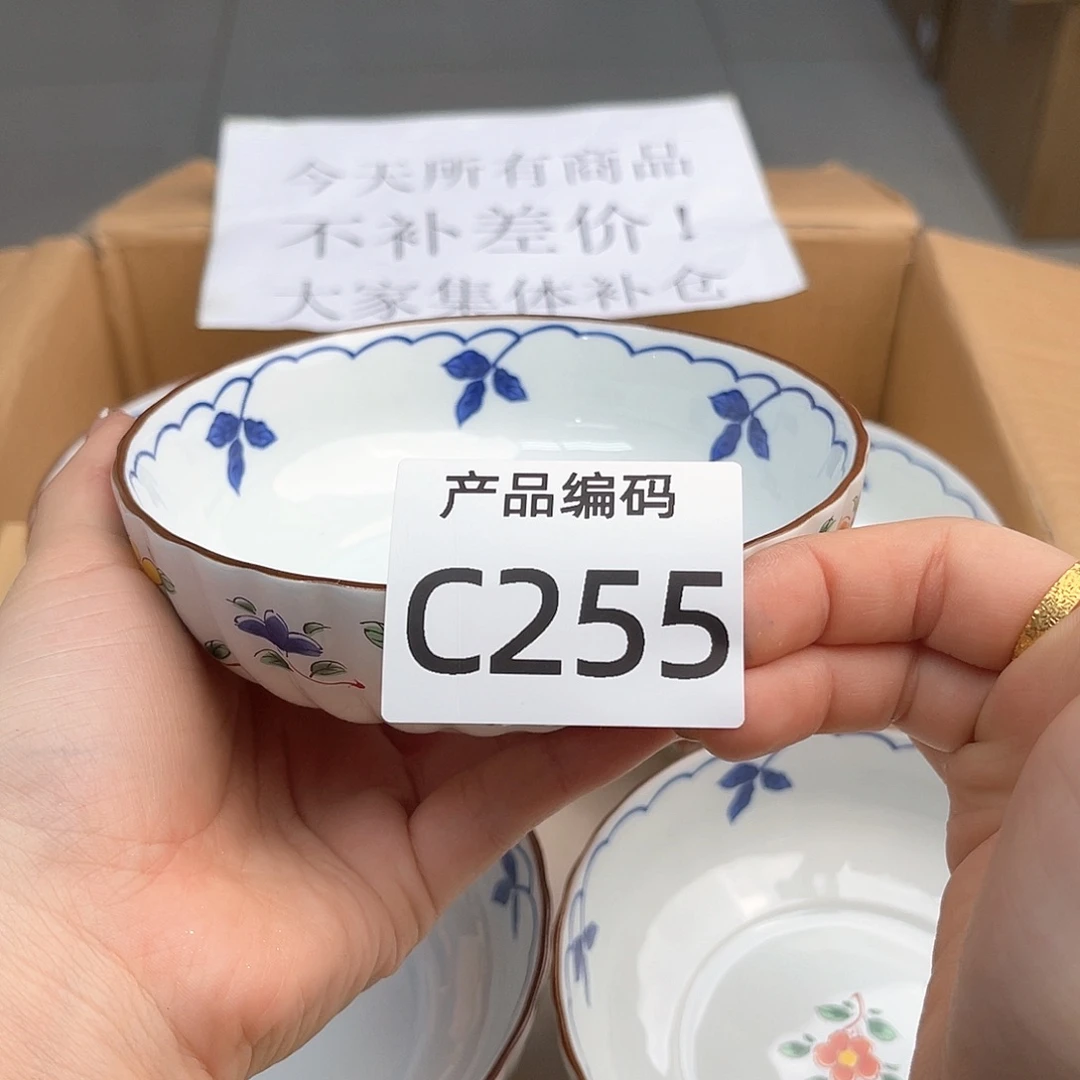 今天所有商品
不补差价！
大家集体补仓
产品编码
C255